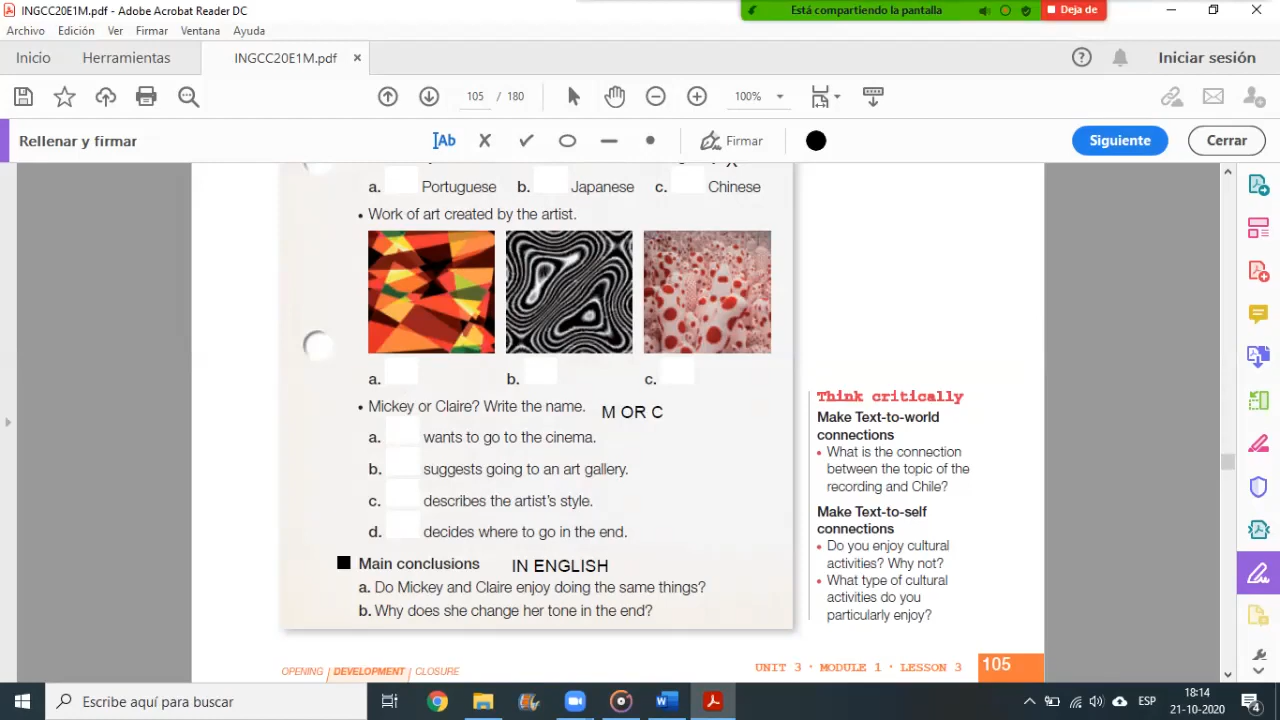 INGCC20E1M.pdf - Adobe Acrobat Reader DC
Está compartiendo la pantalla
Deja de
Archivo Edición Ver Firmar Ventana Ayuda
Inicio Herramientas INGCC20E1M.pdf × Iniciar sesión
105 / 180 100%
Rellenar y firmar Ab Firmar Siguiente Cerrar
a. Portuguese b. Japanese c. Chinese
• Work of art created by the artist.
a. b. c.
• Mickey or Claire? Write the name. M OR C
a. wants to go to the cinema.
b. suggests going to an art gallery.
c. describes the artist's style.
d. decides where to go in the end.
Main conclusions IN ENGLISH
a. Do Mickey and Claire enjoy doing the same things?
b. Why does she change her tone in the end?
Think critically
Make Text-to-world
connections
• What is the connection
between the topic of the
recording and Chile?
Make Text-to-self
connections
• Do you enjoy cultural
activities? Why not?
• What type of cultural
activities do you
particularly enjoy?
OPENING / DEVELOPMENT / CLOSURE
UNIT 3 · MODULE 1 · LESSON 3 105
Escribe aquí para buscar
ESP
18:14
21-10-2020
4